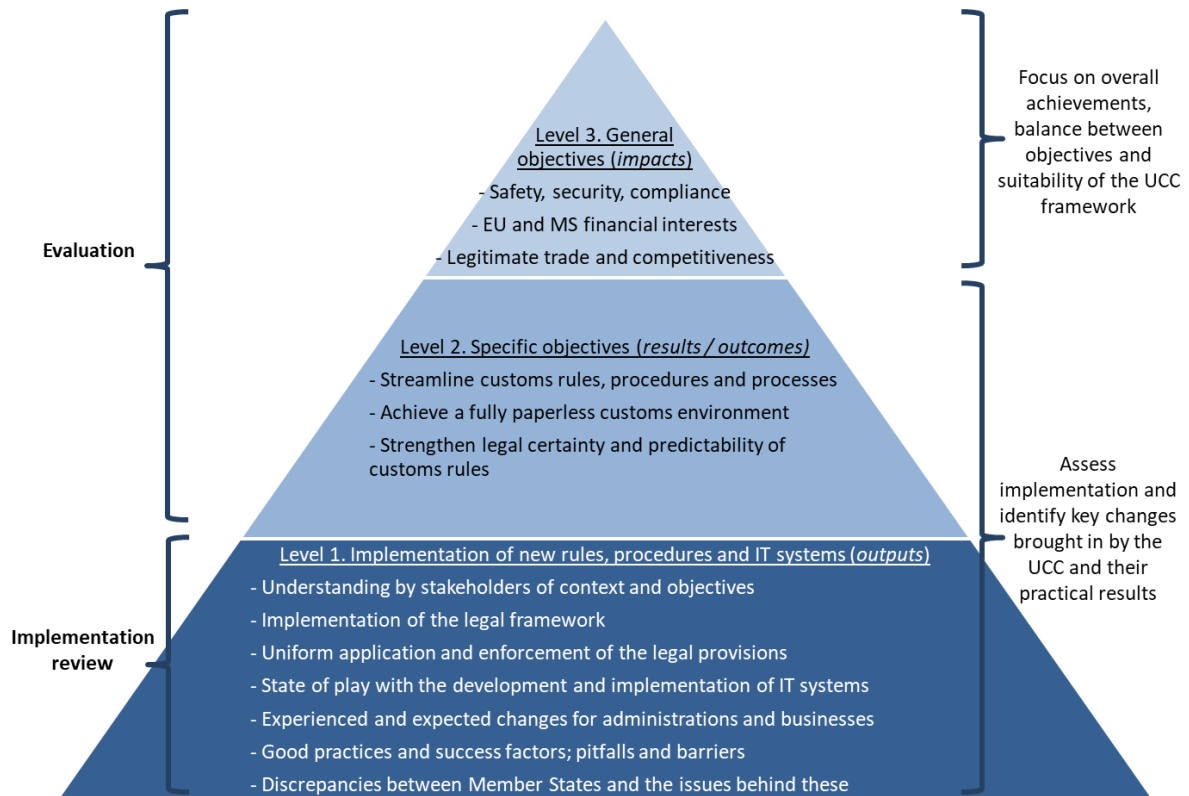 Level 3. General
objectives (impacts)
- Safety, security, compliance
- EU and MS financial interests
- Legitimate trade and competitiveness
Focus on overall
achievements,
balance between
objectives and
suitability of the UCC
framework
Evaluation
Level 2. Specific objectives (results / outcomes)
- Streamline customs rules, procedures and processes
- Achieve a fully paperless customs environment
- Strengthen legal certainty and predictability of
customs rules
Assess
implementation and
identify key changes
brought in by the
UCC and their
practical results
Level 1. Implementation of new rules, procedures and IT systems (outputs)
- Understanding by stakeholders of context and objectives
- Implementation of the legal framework
- Uniform application and enforcement of the legal provisions
- State of play with the development and implementation of IT systems
- Experienced and expected changes for administrations and businesses
- Good practices and success factors; pitfalls and barriers
- Discrepancies between Member States and the issues behind these
Implementation
review